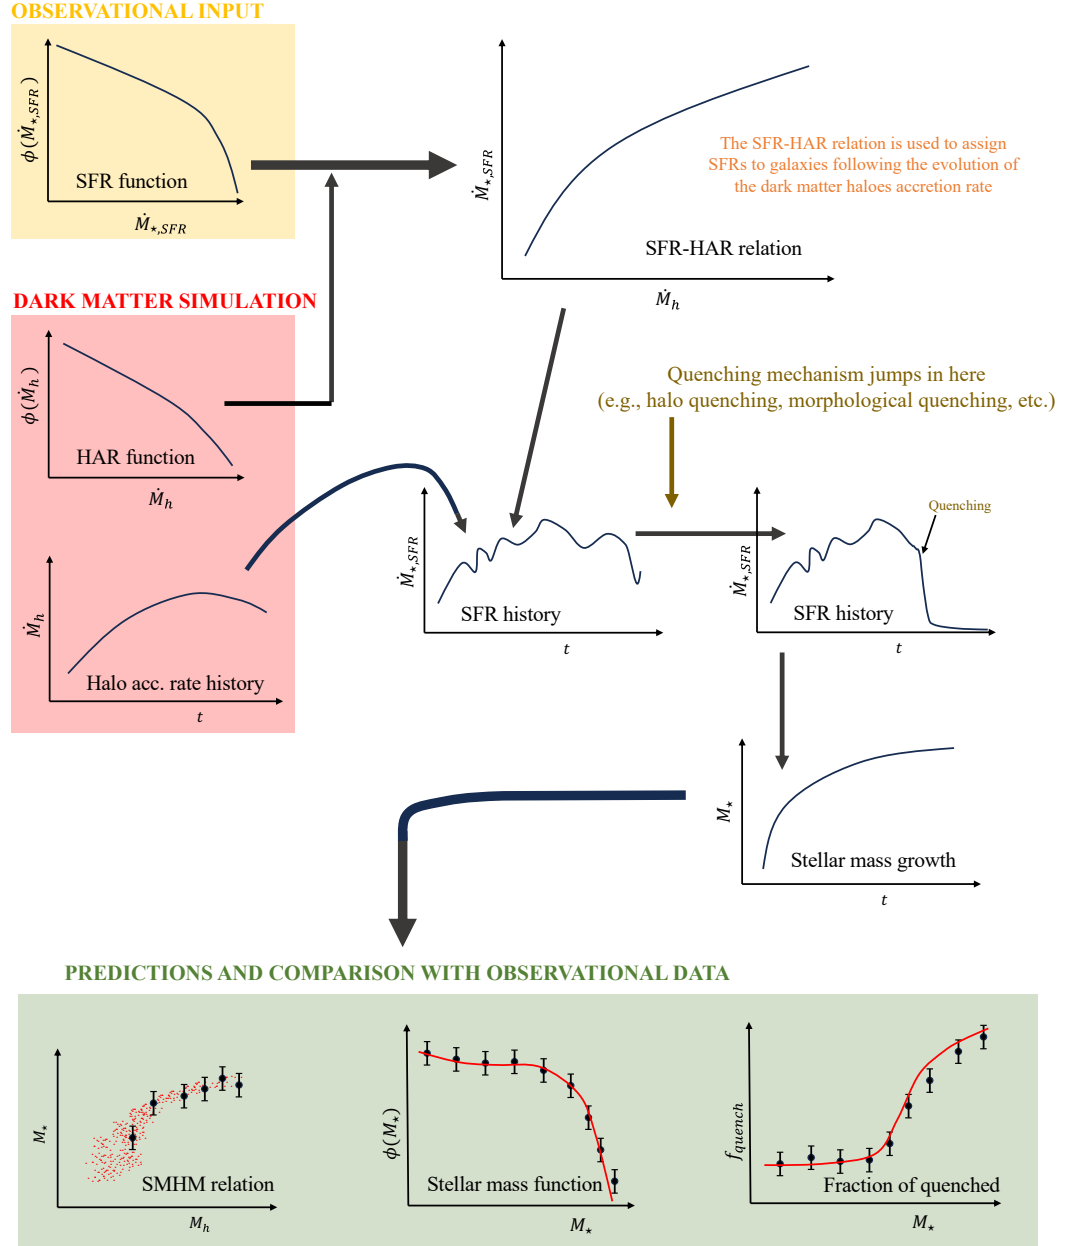 OBSERVATIONAL INPUT
ϕ(Ṁ⋆,SFR)
SFR function
Ṁ⋆,SFR
Ṁ⋆,SFR
The SFR-HAR relation is used to assign
SFRs to galaxies following the evolution of
the dark matter haloes accretion rate
SFR-HAR relation
Ṁh
DARK MATTER SIMULATION
ϕ(Ṁh)
HAR function
Ṁh
Quenching mechanism jumps in here
(e.g., halo quenching, morphological quenching, etc.)
Ṁh
Halo acc. rate history
t
Ṁ⋆,SFR
SFR history
t
Quenching
Ṁ⋆,SFR
SFR history
t
M⋆
Stellar mass growth
t
PREDICTIONS AND COMPARISON WITH OBSERVATIONAL DATA
M⋆
SMHM relation
Mh
ϕ(M⋆)
Stellar mass function
M⋆
fquench
Fraction of quenched
M⋆